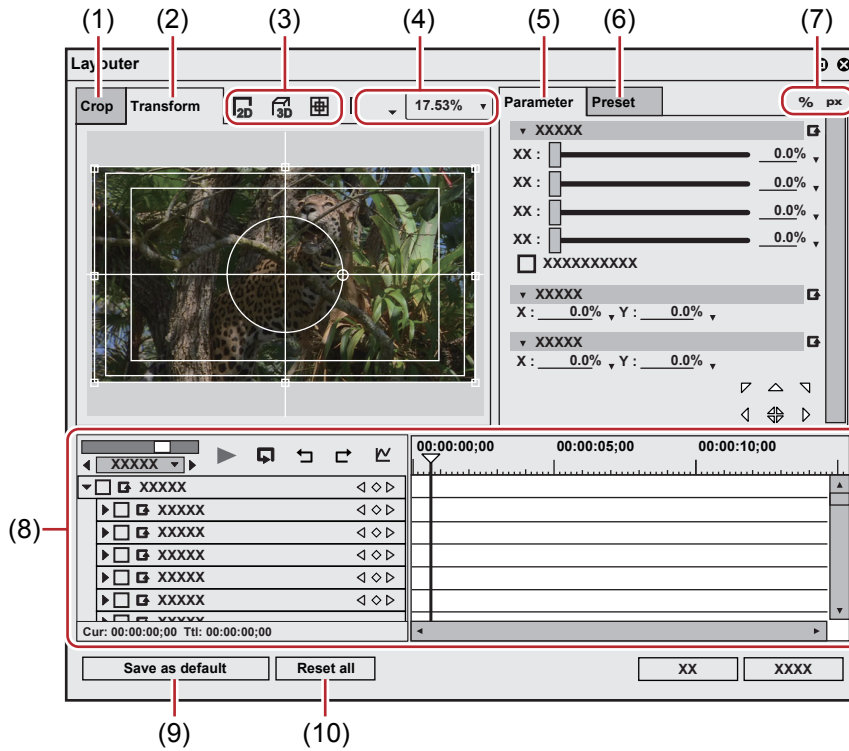 (1) (2) (3) (4) (5) (6) (7)
Layouter
Crop Transform 2D 3D 17.53% Parameter Preset % px
XXXXX
XX : 0.0%
XX : 0.0%
XX : 0.0%
XX : 0.0%
XXXXXXXXXX
XXXXX
X : 0.0% Y : 0.0%
XXXXX
X : 0.0% Y : 0.0%
(8)
XXXXX
00:00:00;00 00:00:05;00 00:00:10;00
XXXXX
XXXXX
XXXXX
XXXXX
XXXXX
XXXXX
XXXXX
Cur: 00:00:00;00 Ttl: 00:00:00;00
Save as default Reset all XX XXXX
(9) (10)